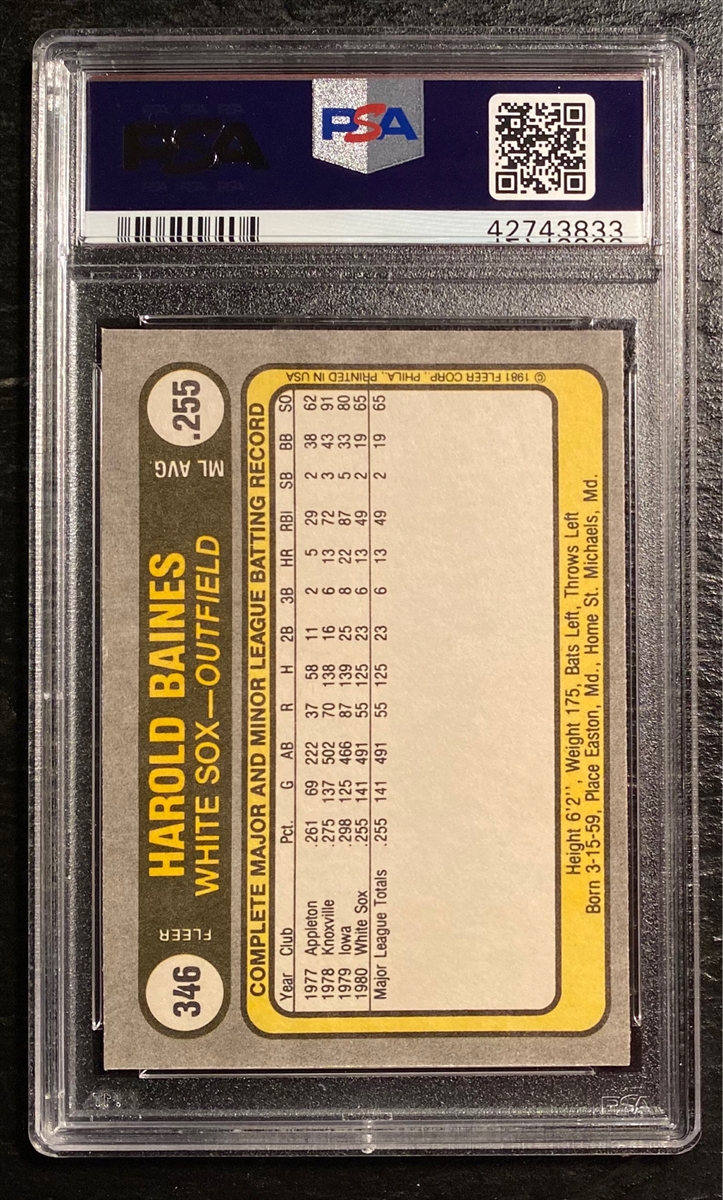 PSA
PSA
42743833
346 FLEER HAROLD BAINES ML AVG. .255
WHITE SOX—OUTFIELD
COMPLETE MAJOR AND MINOR LEAGUE BATTING RECORD
Year Club Pct. G AB R H 2B 3B HR RBI SB BB SO
1977 Appleton .261 69 222 37 58 11 2 5 29 2 38 62
1978 Knoxville .275 137 502 70 138 16 6 13 72 3 43 91
1979 Iowa .298 125 466 87 139 25 8 22 87 5 33 80
1980 White Sox .255 141 491 55 125 23 6 13 49 2 19 65
Major League Totals .255 141 491 55 125 23 6 13 49 2 19 65
Height 6'2'', Weight 175, Bats Left, Throws Left
Born 3-15-59, Place Easton, Md., Home St. Michaels, Md.
© 1981 FLEER CORP., PHILA., PRINTED IN USA
PSA